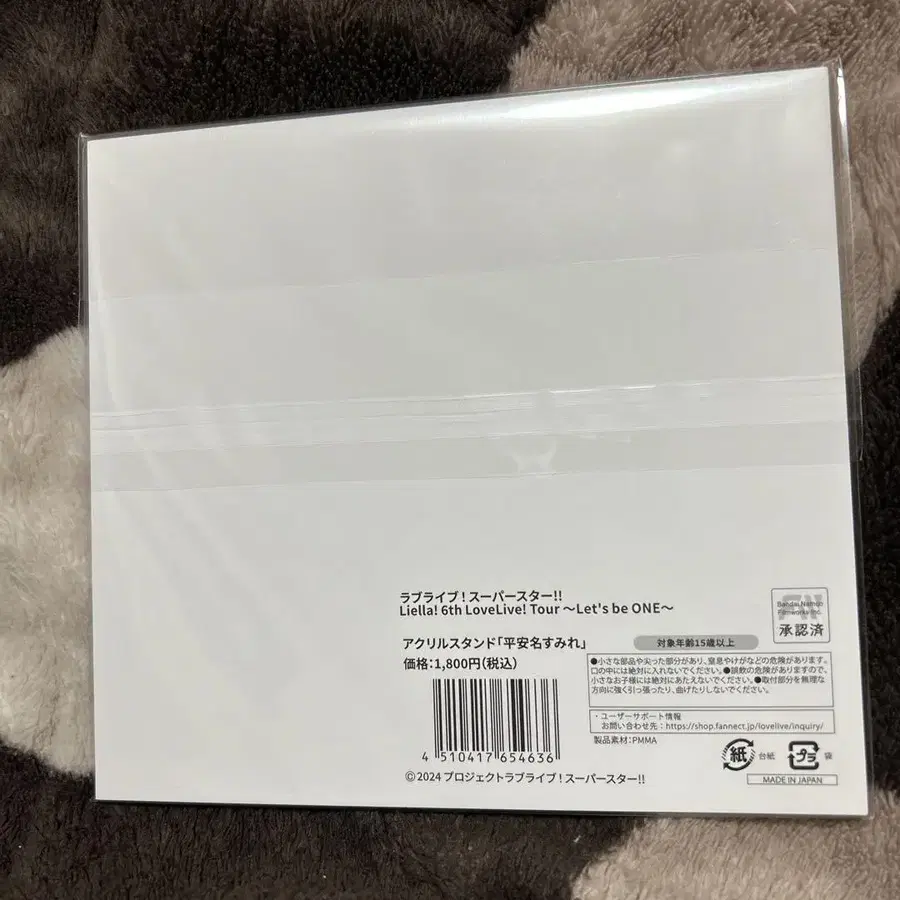 ラブライブ！スーパースター!!
Liella! 6th LoveLive! Tour ～Let's be ONE～
アクリルスタンド「平安名すみれ」
価格：1,800円（税込）
4 510417 654636
©2024 プロジェクトラブライブ！スーパースター!!
Bandai Namco
Filmworks Inc.
承認済
対象年齢15歳以上
●小さな部品や尖った部分があり、窒息やけがなどの危険があります。
口の中には絶対に入れないでください。●誤飲の危険がありますので、
小さなお子様には絶対にあたえないでください。●取付部分を無理な
方向に強く引っ張ったり、曲げたりしないでください。
・ユーザーサポート情報
お問い合わせ先：https://shop.fannect.jp/lovelive/inquiry/
製品素材：PMMA
紙 台紙 プラ 袋
MADE IN JAPAN